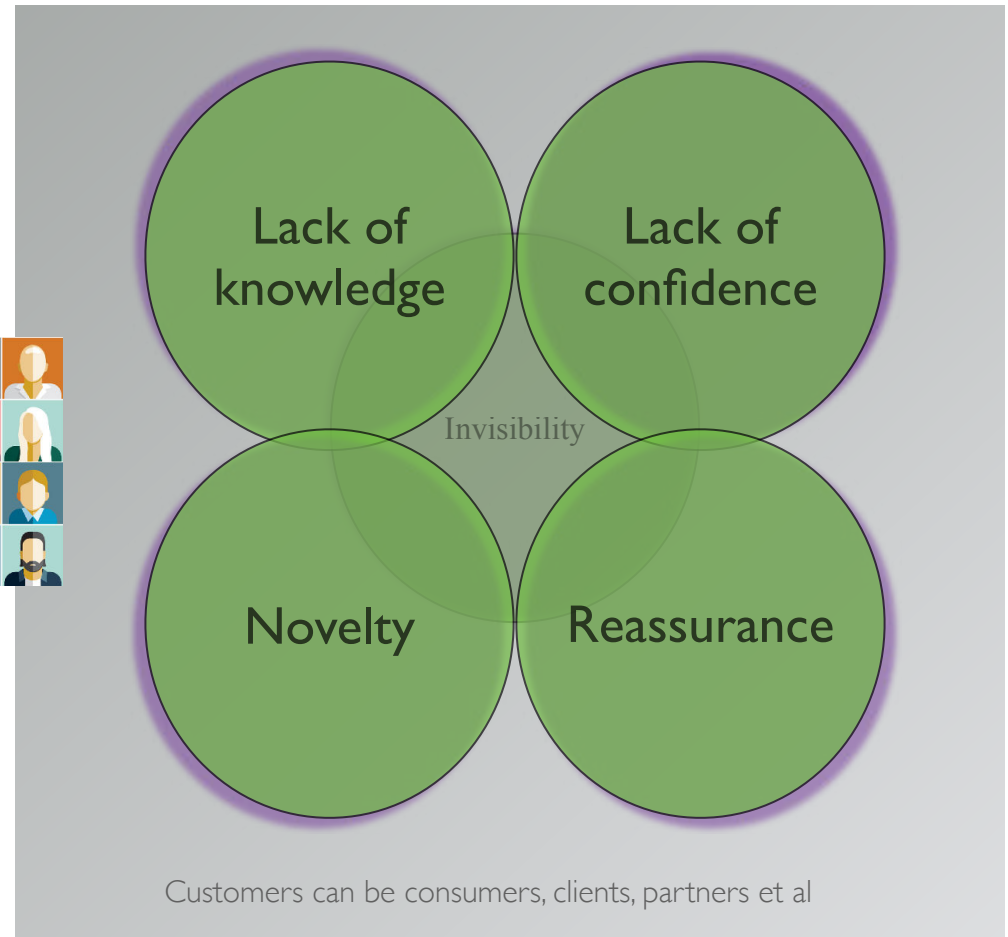 Lack of
knowledge
Lack of
confidence
Invisibility
Novelty
Reassurance
Customers can be consumers, clients, partners et al